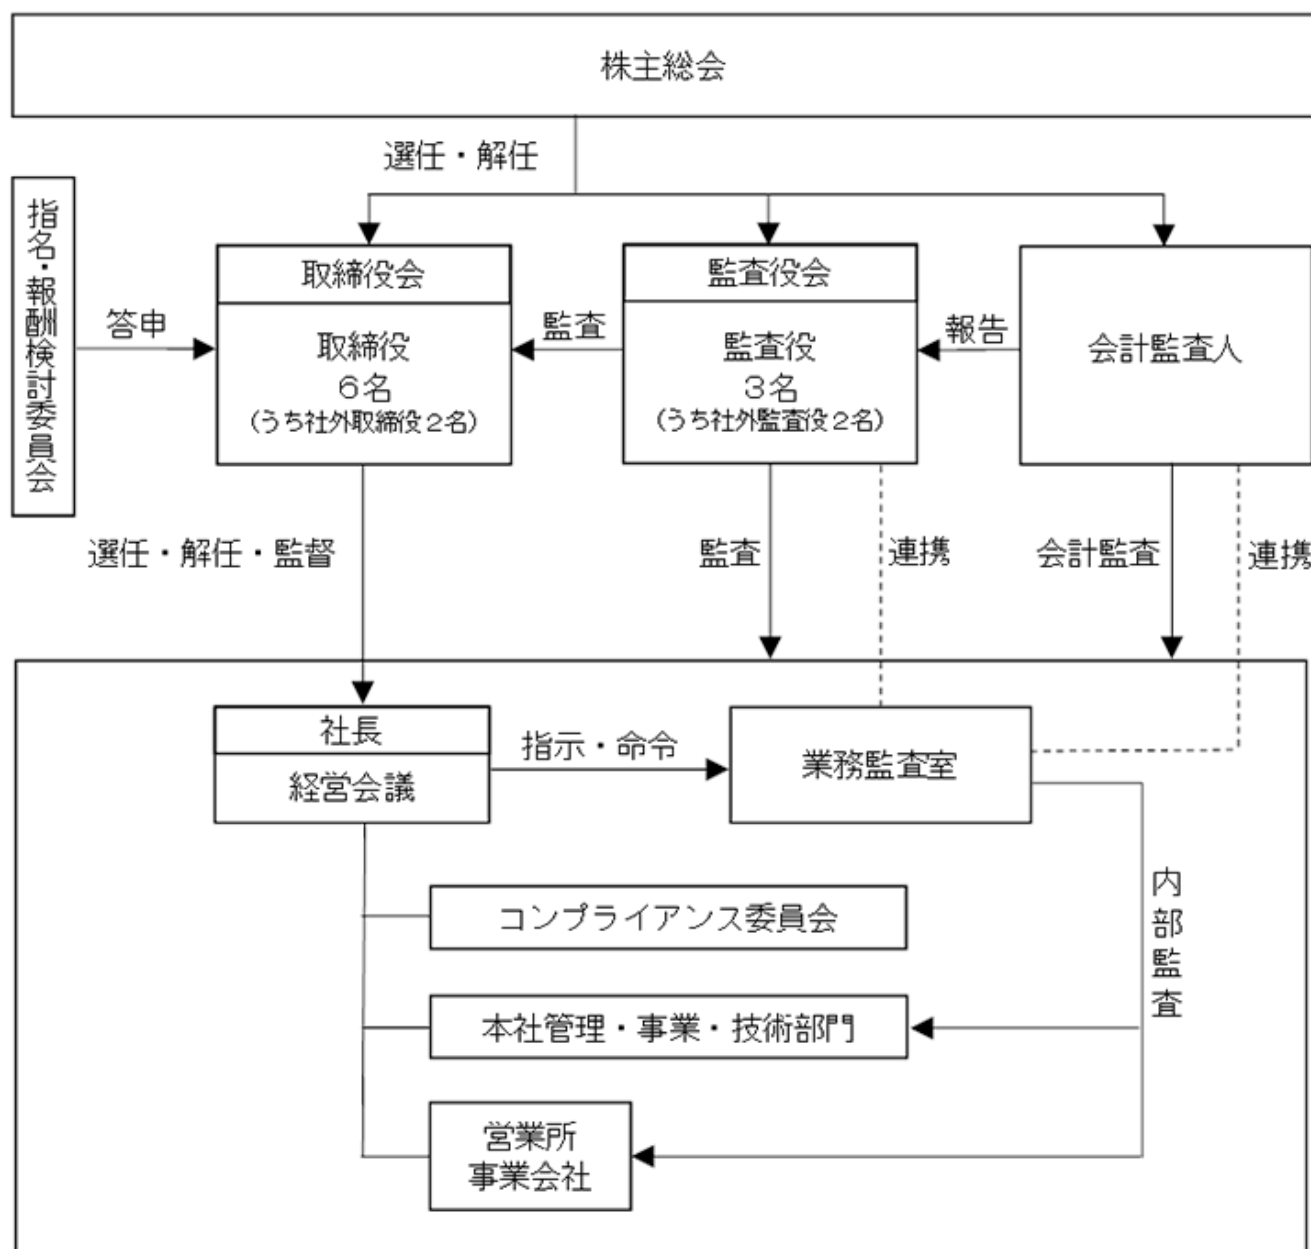 株主総会
選任・解任
指名・報酬検討委員会
答申
取締役会
取締役
６名
（うち社外取締役２名）
監査
監査役会
監査役
３名
（うち社外監査役２名）
報告
会計監査人
選任・解任・監督
監査
連携
会計監査
連携
社長
経営会議
指示・命令
業務監査室
内部監査
コンプライアンス委員会
本社管理・事業・技術部門
営業所
事業会社